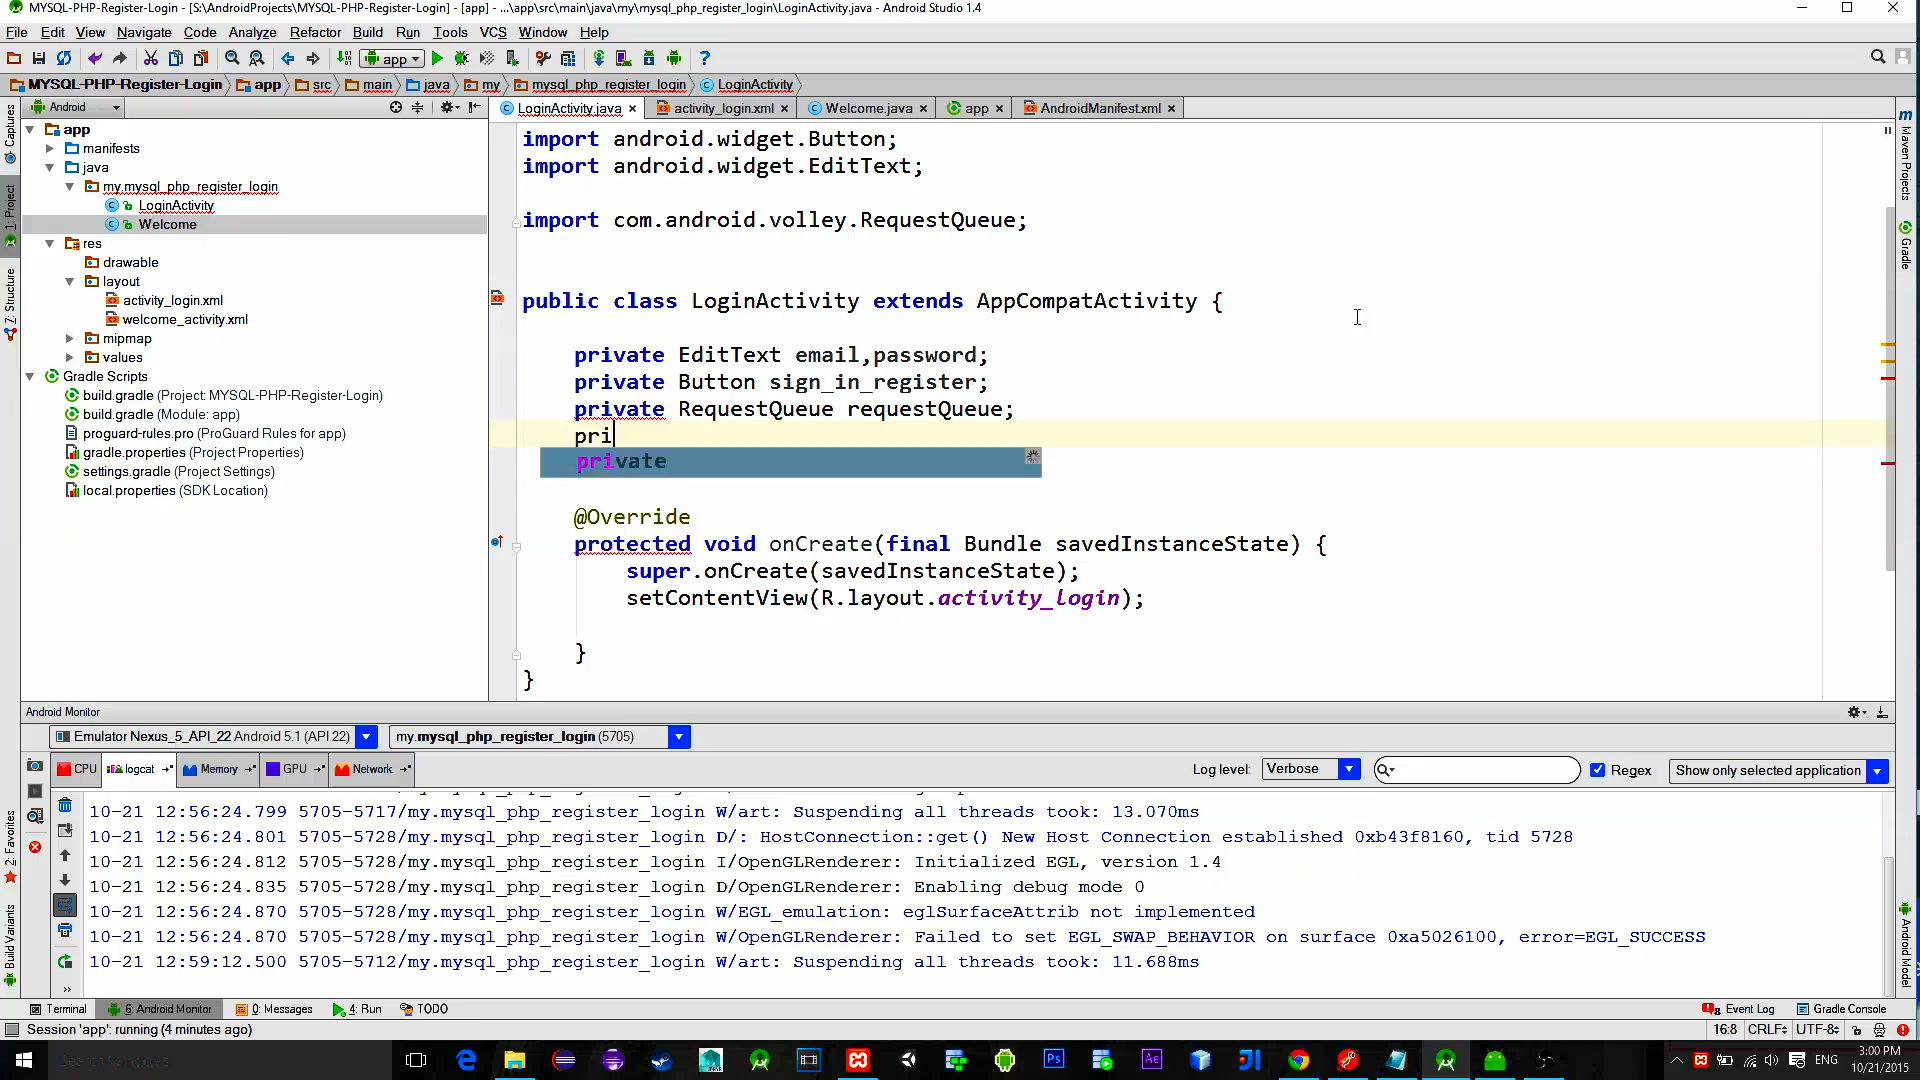 MYSQL-PHP-Register-Login - [S:\AndroidProjects\MYSQL-PHP-Register-Login] - [app] - ...\app\src\main\java\my\mysql_php_register_login\LoginActivity.java - Android Studio 1.4
File Edit View Navigate Code Analyze Refactor Build Run Tools VCS Window Help
app
MYSQL-PHP-Register-Login app src main java my mysql_php_register_login LoginActivity
Android
LoginActivity.java activity_login.xml Welcome.java app AndroidManifest.xml
Captures
1: Project
7: Structure
2: Favorites
Build Variants
app
manifests
java
my.mysql_php_register_login
LoginActivity
Welcome
res
drawable
layout
activity_login.xml
welcome_activity.xml
mipmap
values
Gradle Scripts
build.gradle (Project: MYSQL-PHP-Register-Login)
build.gradle (Module: app)
proguard-rules.pro (ProGuard Rules for app)
gradle.properties (Project Properties)
settings.gradle (Project Settings)
local.properties (SDK Location)
import android.widget.Button;
import android.widget.EditText;
import com.android.volley.RequestQueue;
public class LoginActivity extends AppCompatActivity {
private EditText email,password;
private Button sign_in_register;
private RequestQueue requestQueue;
pri
private
@Override
protected void onCreate(final Bundle savedInstanceState) {
super.onCreate(savedInstanceState);
setContentView(R.layout.activity_login);
}
}
Maven Projects
Gradle
Android Model
Android Monitor
Emulator Nexus_5_API_22 Android 5.1 (API 22) my.mysql_php_register_login (5705)
CPU logcat Memory GPU Network Log level: Verbose Regex Show only selected application
10-21 12:56:24.799 5705-5717/my.mysql_php_register_login W/art: Suspending all threads took: 13.070ms
10-21 12:56:24.801 5705-5728/my.mysql_php_register_login D/: HostConnection::get() New Host Connection established 0xb43f8160, tid 5728
10-21 12:56:24.812 5705-5728/my.mysql_php_register_login I/OpenGLRenderer: Initialized EGL, version 1.4
10-21 12:56:24.835 5705-5728/my.mysql_php_register_login D/OpenGLRenderer: Enabling debug mode 0
10-21 12:56:24.870 5705-5728/my.mysql_php_register_login W/EGL_emulation: eglSurfaceAttrib not implemented
10-21 12:56:24.870 5705-5728/my.mysql_php_register_login W/OpenGLRenderer: Failed to set EGL_SWAP_BEHAVIOR on surface 0xa5026100, error=EGL_SUCCESS
10-21 12:59:12.500 5705-5712/my.mysql_php_register_login W/art: Suspending all threads took: 11.688ms
Terminal 6: Android Monitor 0: Messages 4: Run TODO Event Log Gradle Console
Session 'app': running (4 minutes ago) 16:8 CRLF UTF-8
ENG
3:00 PM
10/21/2015